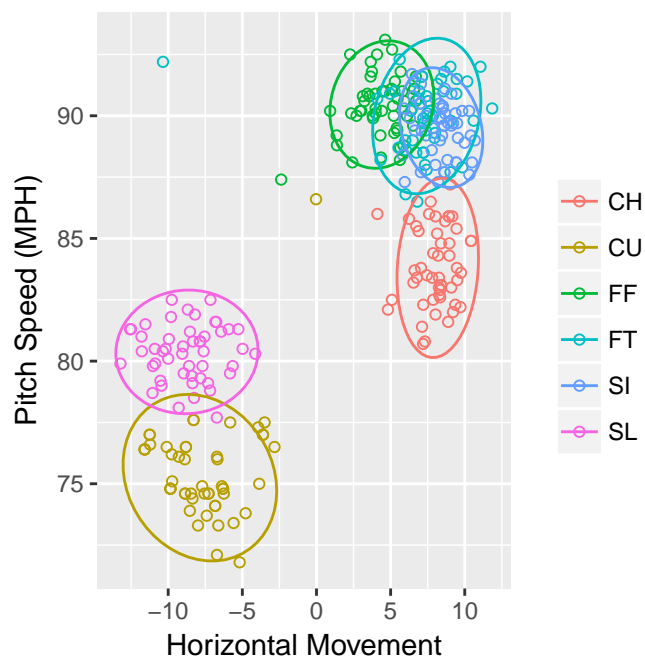 90
85
80
75
−10
−5
0
5
10
Pitch Speed (MPH)
Horizontal Movement
CH
CU
FF
FT
SI
SL